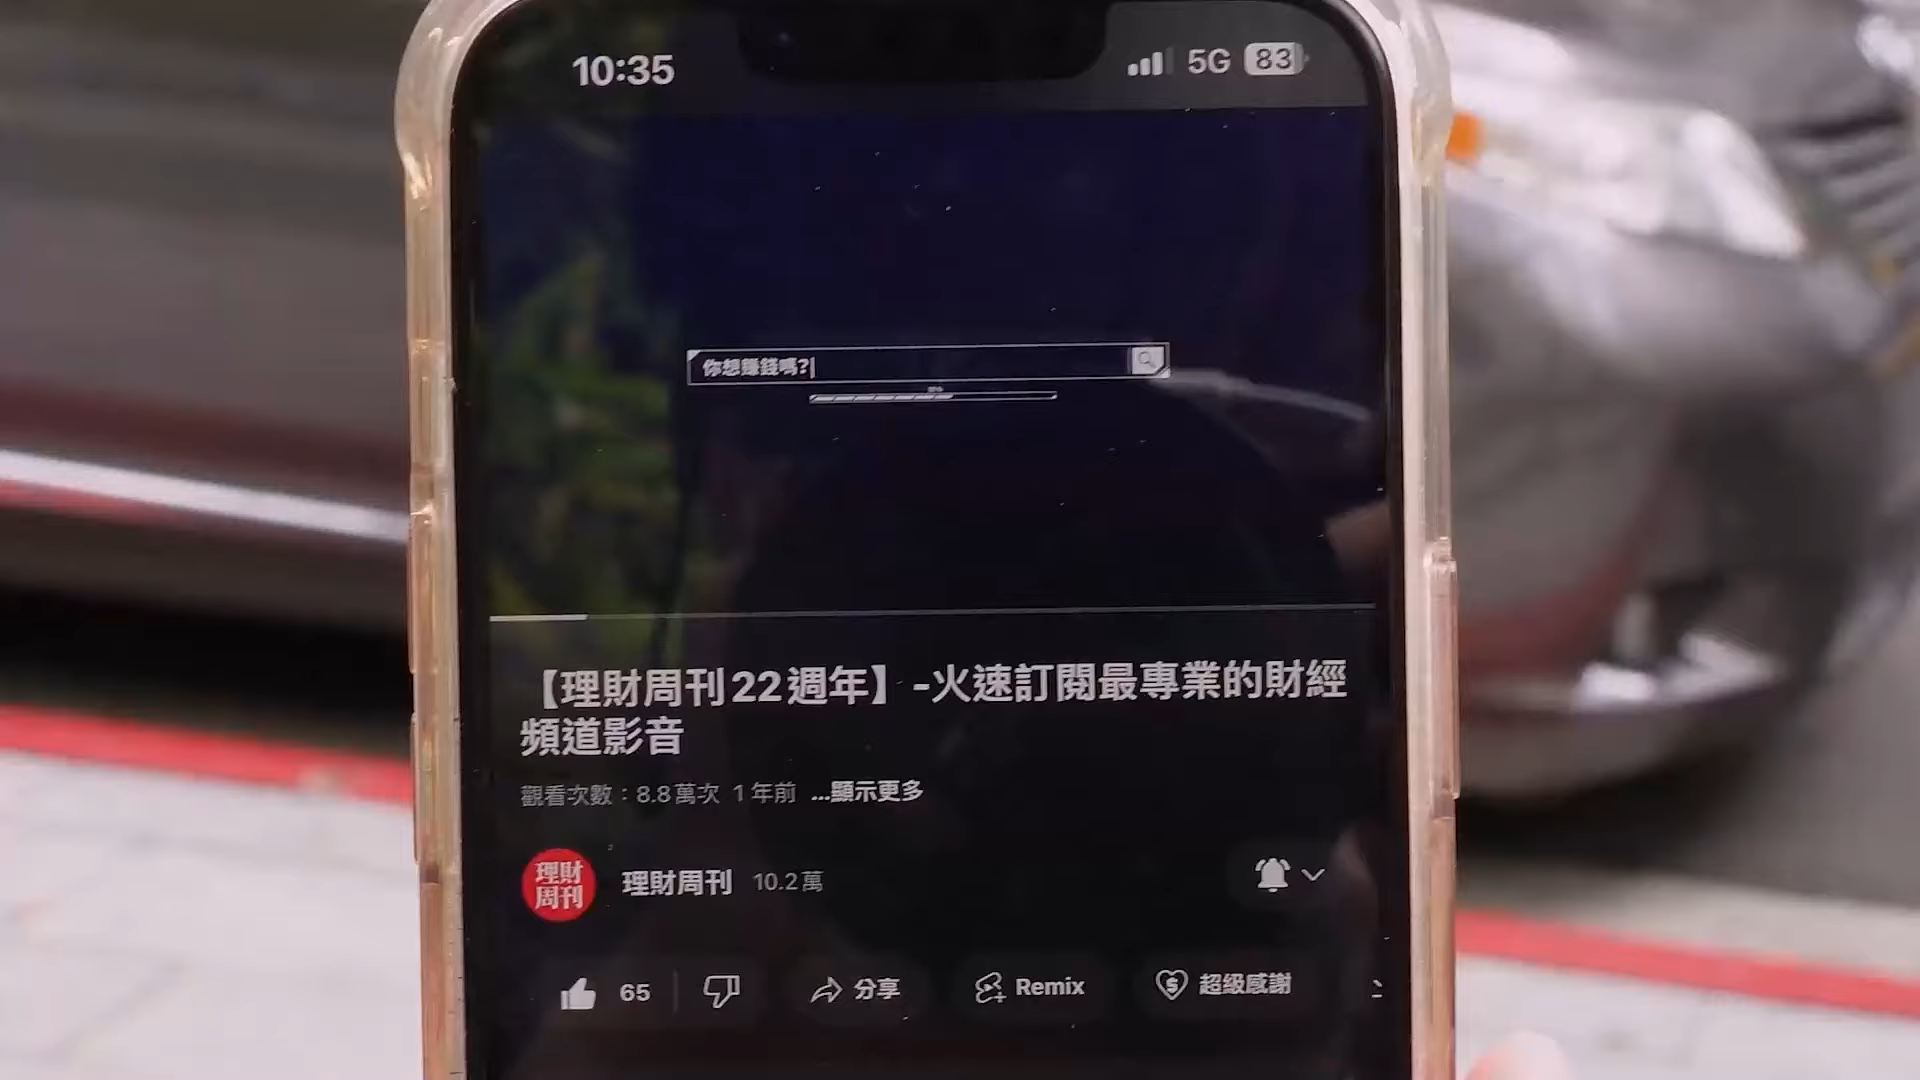 10:35
5G 83
你想賺錢嗎?
【理財周刊22週年】-火速訂閱最專業的財經
頻道影音
觀看次數：8.8萬次 1年前 ...顯示更多
理財
周刊
理財周刊 10.2萬
65 分享 Remix 超級感謝